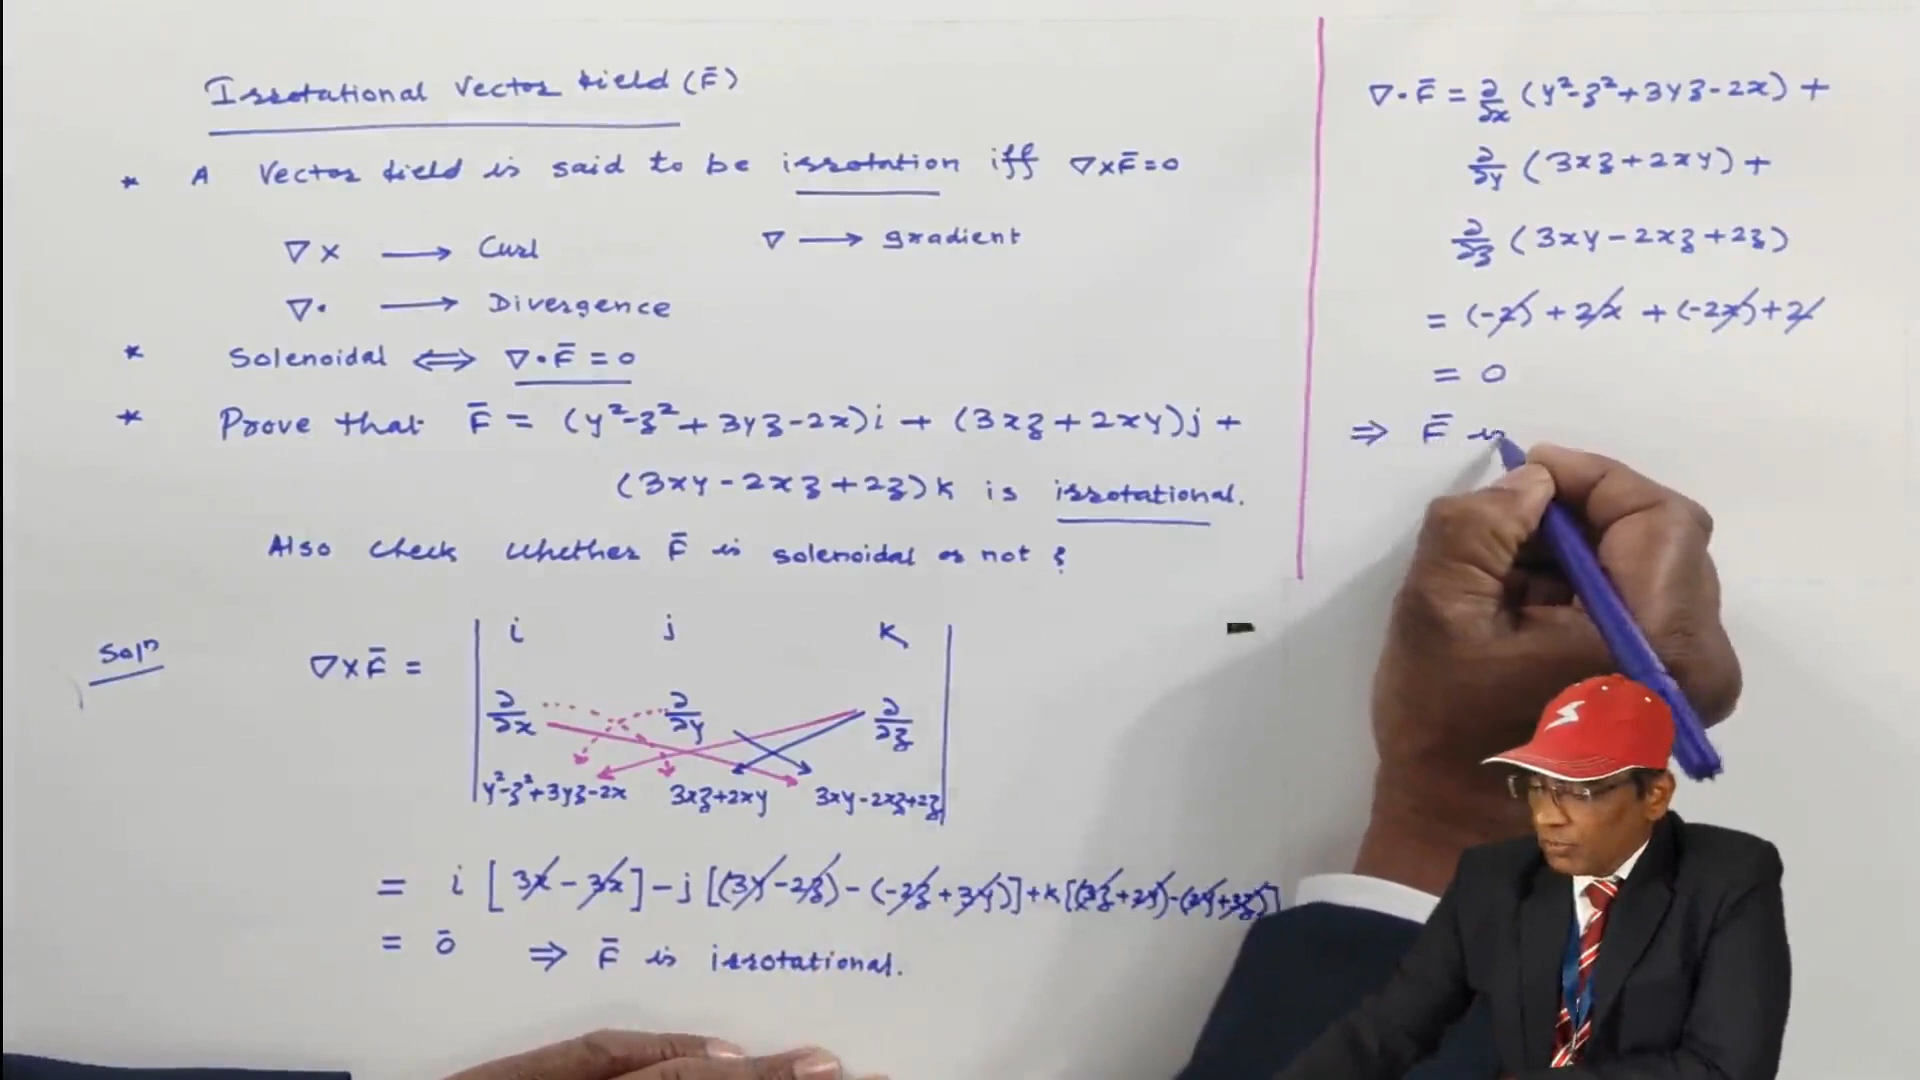 Irrotational Vector field (F̄)
* A Vector field is said to be irrotation iff ∇×F̄=0
∇× → Curl ∇ → gradient
∇· → Divergence
* Solenoidal ⇔ ∇·F̄=0
* Prove that F̄ = (y²-z²+3yz-2x)i + (3xz+2xy)j +
(3xy-2xz+2z)k is irrotational.
Also check whether F̄ is solenoidal or not ?
Solⁿ
∇×F̄ =
i j k
∂/∂x ∂/∂y ∂/∂z
y²-z²+3yz-2x 3xz+2xy 3xy-2xz+2z
= i [3x-3x]-j [(3y-2z)-(-2z+3y)]+k[(3z+2y)-(2y+3z)]
= 0̄ ⇒ F̄ is irrotational.
∇·F̄ = ∂/∂x (y²-z²+3yz-2x) +
∂/∂y (3xz+2xy) +
∂/∂z (3xy-2xz+2z)
= (-2) + 2x + (-2x)+2
= 0
⇒ F̄ is